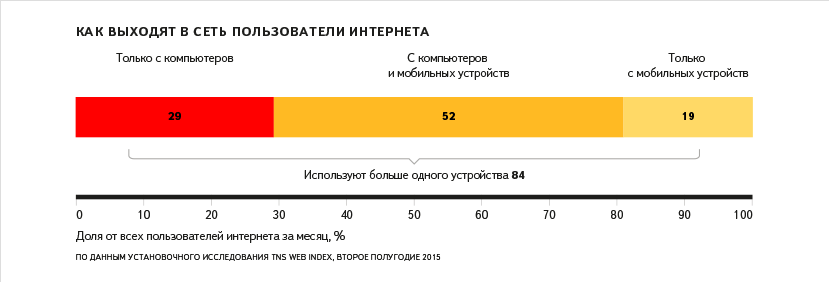 КАК ВЫХОДЯТ В СЕТЬ ПОЛЬЗОВАТЕЛИ ИНТЕРНЕТА
Только с компьютеров
С компьютеров
и мобильных устройств
Только
с мобильных устройств
29
52
19
Используют больше одного устройства 84
0 10 20 30 40 50 60 70 80 90 100
Доля от всех пользователей интернета за месяц, %
ПО ДАННЫМ УСТАНОВОЧНОГО ИССЛЕДОВАНИЯ TNS WEB INDEX, ВТОРОЕ ПОЛУГОДИЕ 2015